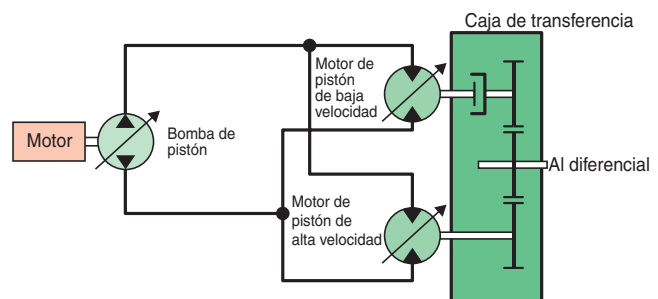 Caja de transferencia
Motor de
pistón
de baja
velocidad
Motor
Bomba de
pistón
Al diferencial
Motor de
pistón de
alta velocidad